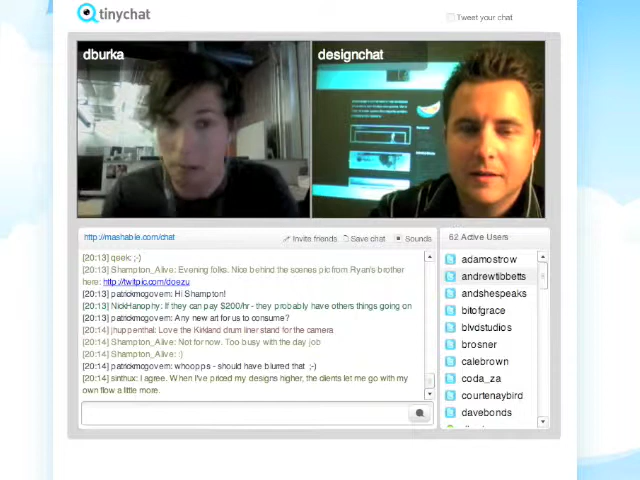 tinychat
Tweet your chat
dburka
designchat
http://mashable.com/chat
Invite friends
Save chat
Sounds
62 Active Users
[20:13] qeek: ;-)
[20:13] Shampton_Alive: Evening folks. Nice behind the scenes pic from Ryan's brother
here: http://twitpic.com/doezu
[20:13] patrickmcgovern: Hi Shampton!
[20:13] NickHanophy: If they can pay $200/hr - they probably have others things going on
[20:13] patrickmcgovern: Any new art for us to consume?
[20:14] jhuppenthal: Love the Kirkland drum liner stand for the camera
[20:14] Shampton_Alive: Not for now. Too busy with the day job
[20:14] Shampton_Alive: :)
[20:14] patrickmcgovern: whoopps - should have blurred that ;-)
[20:14] sinthux: I agree. When I've priced my designs higher, the clients let me go with my
own flow a little more.
adamostrow
andrewtibbetts
andshespeaks
bitofgrace
blvdstudios
brosner
calebrown
coda_za
courtenaybird
davebonds